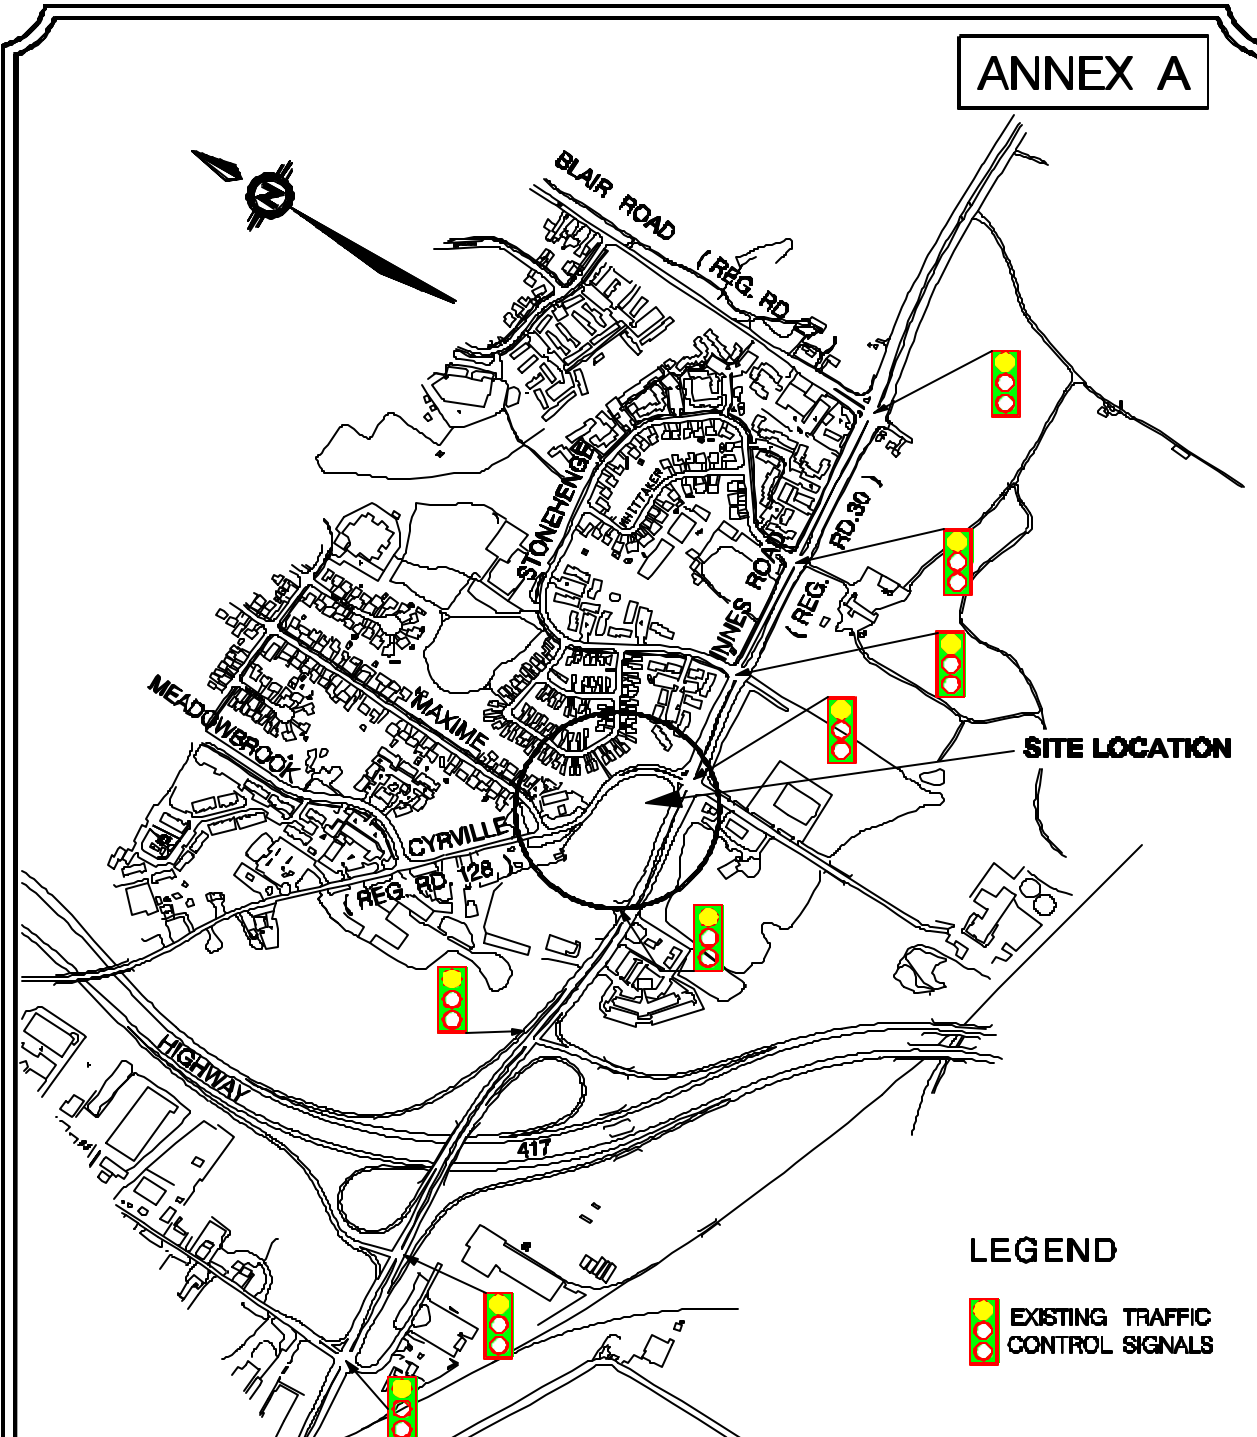 ANNEX A
N
BLAIR ROAD
( REG. RD. 27 )
STONEHENGE
WHITTAKER
INNES ROAD
( REG. RD.30 )
MEADOWBROOK
MAXIME
SITE LOCATION
CYRVILLE
( REG. RD. 128 )
HIGHWAY
417
LEGEND
EXISTING TRAFFIC
CONTROL SIGNALS